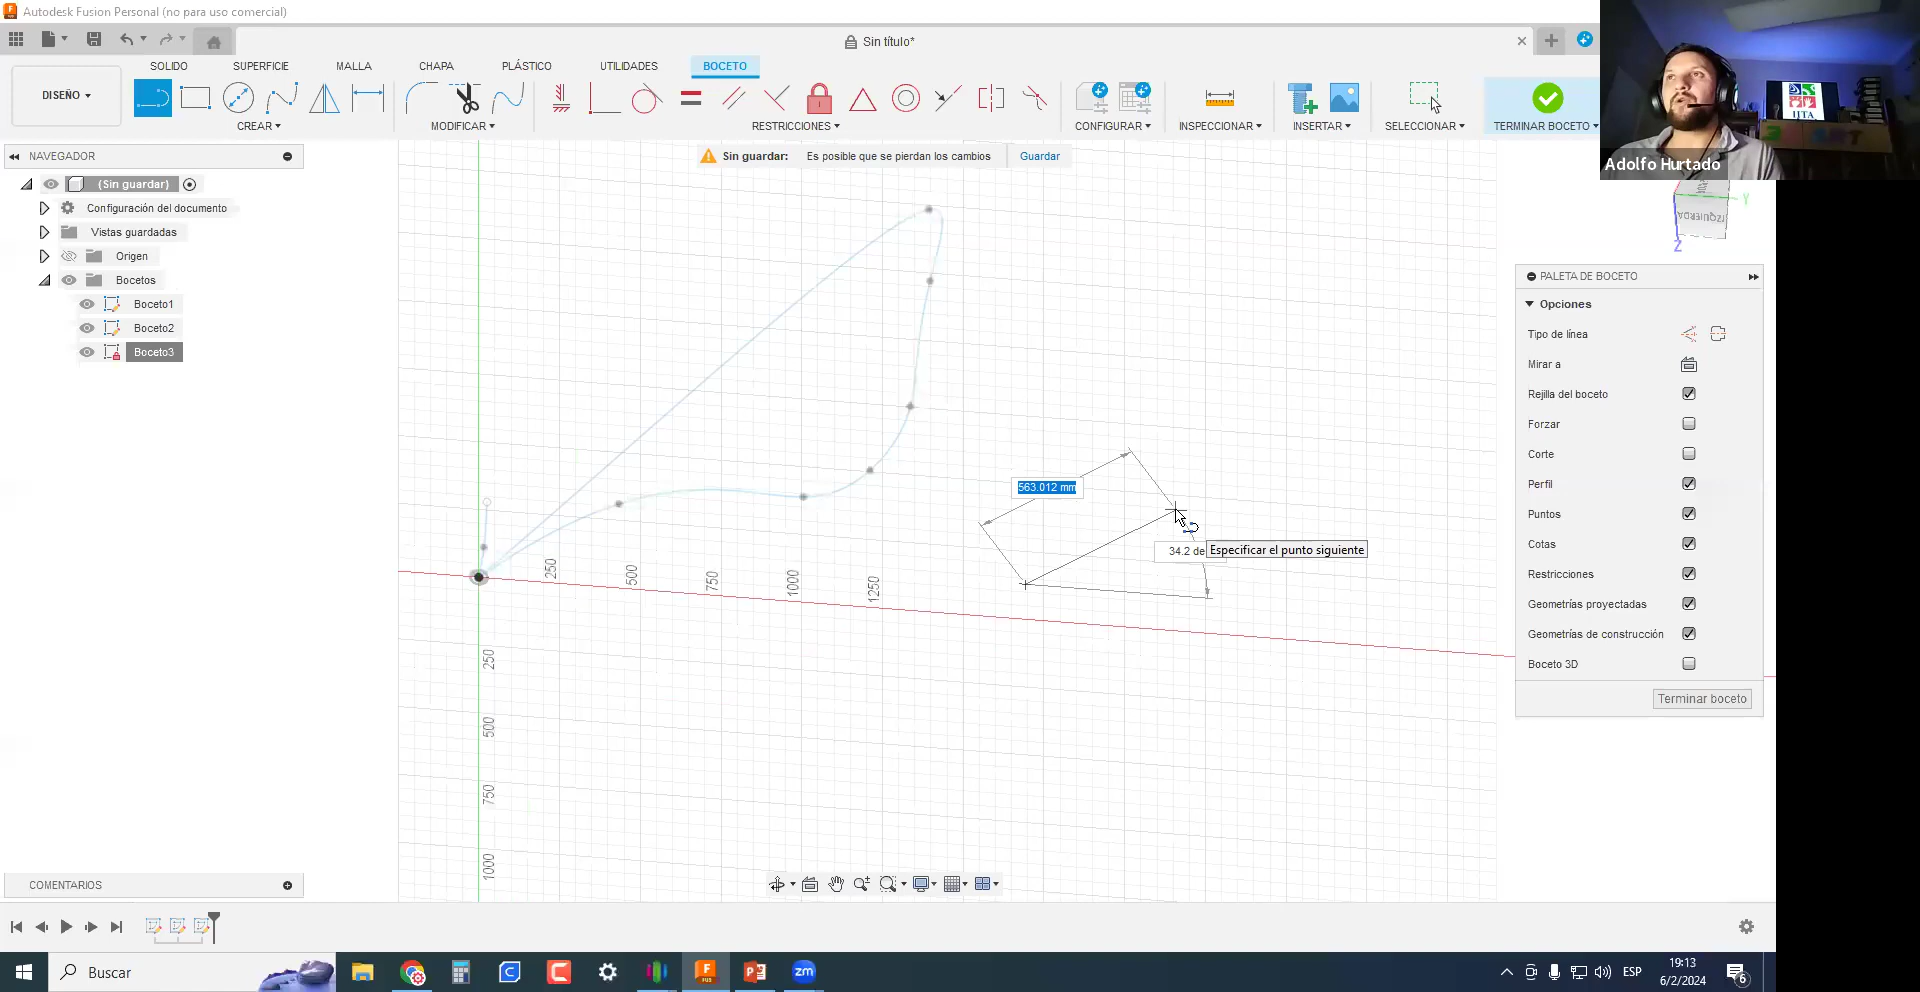 Autodesk Fusion Personal (no para uso comercial)
Sin título*
SOLIDO
SUPERFICIE
MALLA
CHAPA
PLÁSTICO
UTILIDADES
BOCETO
DISEÑO
CREAR
MODIFICAR
RESTRICCIONES
CONFIGURAR
INSPECCIONAR
INSERTAR
SELECCIONAR
TERMINAR BOCETO
IJTA
Adolfo Hurtado
NAVEGADOR
Sin guardar: Es posible que se pierdan los cambios Guardar
(Sin guardar)
Configuración del documento
Vistas guardadas
Origen
Bocetos
Boceto1
Boceto2
Boceto3
IZQUIERDA
Y
Z
PALETA DE BOCETO
Opciones
Tipo de línea
Mirar a
Rejilla del boceto
Forzar
Corte
Perfil
Puntos
Cotas
Restricciones
Geometrías proyectadas
Geometrías de construcción
Boceto 3D
Terminar boceto
563.012 mm
34.2 de
Especificar el punto siguiente
250
500
750
1000
1250
250
500
750
1000
COMENTARIOS
Buscar
FUS
zm
ESP
19:13
6/2/2024
6